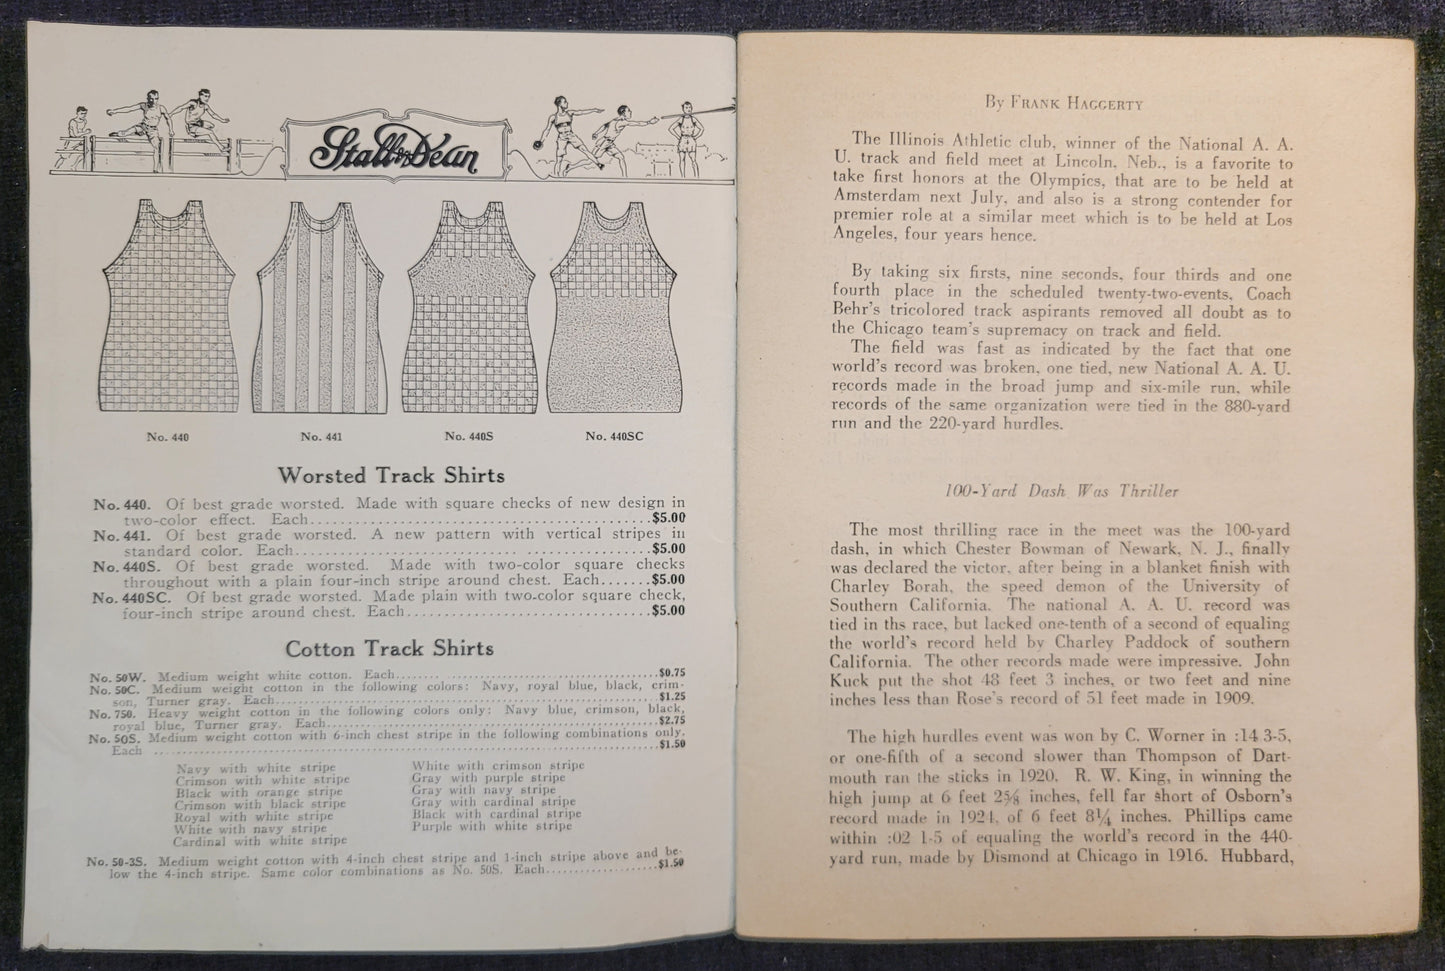 Stall & Dean
No. 440
No. 441
No. 440S
No. 440SC
Worsted Track Shirts
No. 440. Of best grade worsted. Made with square checks of new design in
two-color effect. Each..........................................$5.00
No. 441. Of best grade worsted. A new pattern with vertical stripes in
standard color. Each............................ ................$5.00
No. 440S. Of best grade worsted. Made with two-color square checks
throughout with a plain four-inch stripe around chest. Each.......$5.00
No. 440SC. Of best grade worsted. Made plain with two-color square check,
four-inch stripe around chest. Each..............................$5.00
Cotton Track Shirts
No. 50W. Medium weight white cotton. Each........................................$0.75
No. 50C. Medium weight cotton in the following colors: Navy, royal blue, black, crim-
son, Turner gray. Each.........................................................$1.25
No. 750. Heavy weight cotton in the following colors only: Navy blue, crimson, black,
royal blue, Turner gray. Each..................................................$2.75
No. 50S. Medium weight cotton with 6-inch chest stripe in the following combinations only.
Each ..........................................................................$1.50
Navy with white stripe
Crimson with white stripe
Black with orange stripe
Crimson with black stripe
Royal with white stripe
White with navy stripe
Cardinal with white stripe
White with crimson stripe
Gray with purple stripe
Gray with navy stripe
Gray with cardinal stripe
Black with cardinal stripe
Purple with white stripe
No. 50-3S. Medium weight cotton with 4-inch chest stripe and 1-inch stripe above and be-
low the 4-inch stripe. Same color combinations as No. 50S. Each...................$1.50
By FRANK HAGGERTY
The Illinois Athletic club, winner of the National A. A.
U. track and field meet at Lincoln, Neb., is a favorite to
take first honors at the Olympics, that are to be held at
Amsterdam next July, and also is a strong contender for
premier role at a similar meet which is to be held at Los
Angeles, four years hence.
By taking six firsts, nine seconds, four thirds and one
fourth place in the scheduled twenty-two-events, Coach
Behr's tricolored track aspirants removed all doubt as to
the Chicago team's supremacy on track and field.
The field was fast as indicated by the fact that one
world's record was broken, one tied, new National A. A. U.
records made in the broad jump and six-mile run, while
records of the same organization were tied in the 880-yard
run and the 220-yard hurdles.
100-Yard Dash Was Thriller
The most thrilling race in the meet was the 100-yard
dash, in which Chester Bowman of Newark, N. J., finally
was declared the victor, after being in a blanket finish with
Charley Borah, the speed demon of the University of
Southern California. The national A. A. U. record was
tied in ths race, but lacked one-tenth of a second of equaling
the world's record held by Charley Paddock of southern
California. The other records made were impressive. John
Kuck put the shot 48 feet 3 inches, or two feet and nine
inches less than Rose's record of 51 feet made in 1909.
The high hurdles event was won by C. Worner in :14 3-5,
or one-fifth of a second slower than Thompson of Dart-
mouth ran the sticks in 1920. R. W. King, in winning the
high jump at 6 feet 2⅝ inches, fell far short of Osborn's
record made in 1924, of 6 feet 8¼ inches. Phillips came
within :02 1-5 of equaling the world's record in the 440-
yard run, made by Dismond at Chicago in 1916. Hubbard,